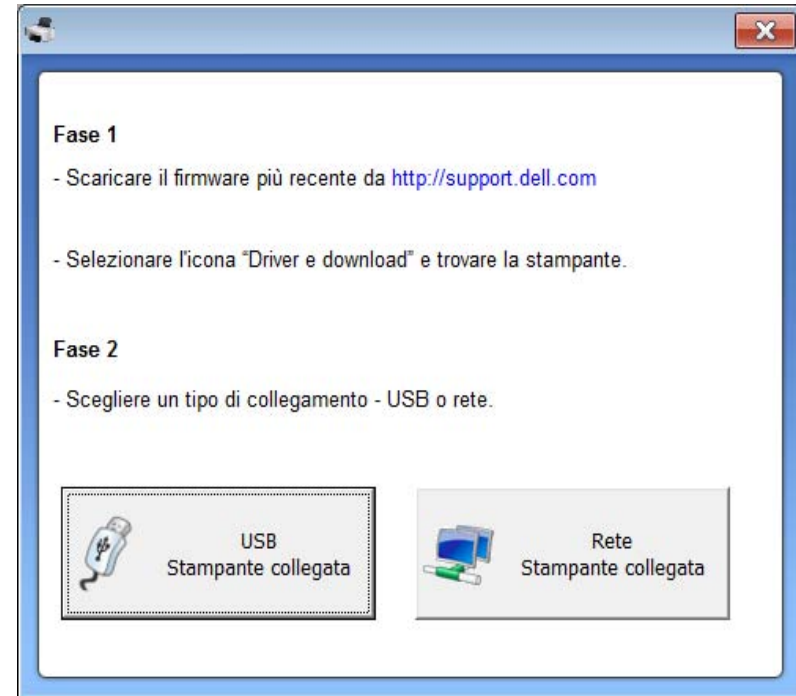 Fase 1
- Scaricare il firmware più recente da http://support.dell.com
- Selezionare l'icona “Driver e download” e trovare la stampante.
Fase 2
- Scegliere un tipo di collegamento - USB o rete.
USB
Stampante collegata
Rete
Stampante collegata